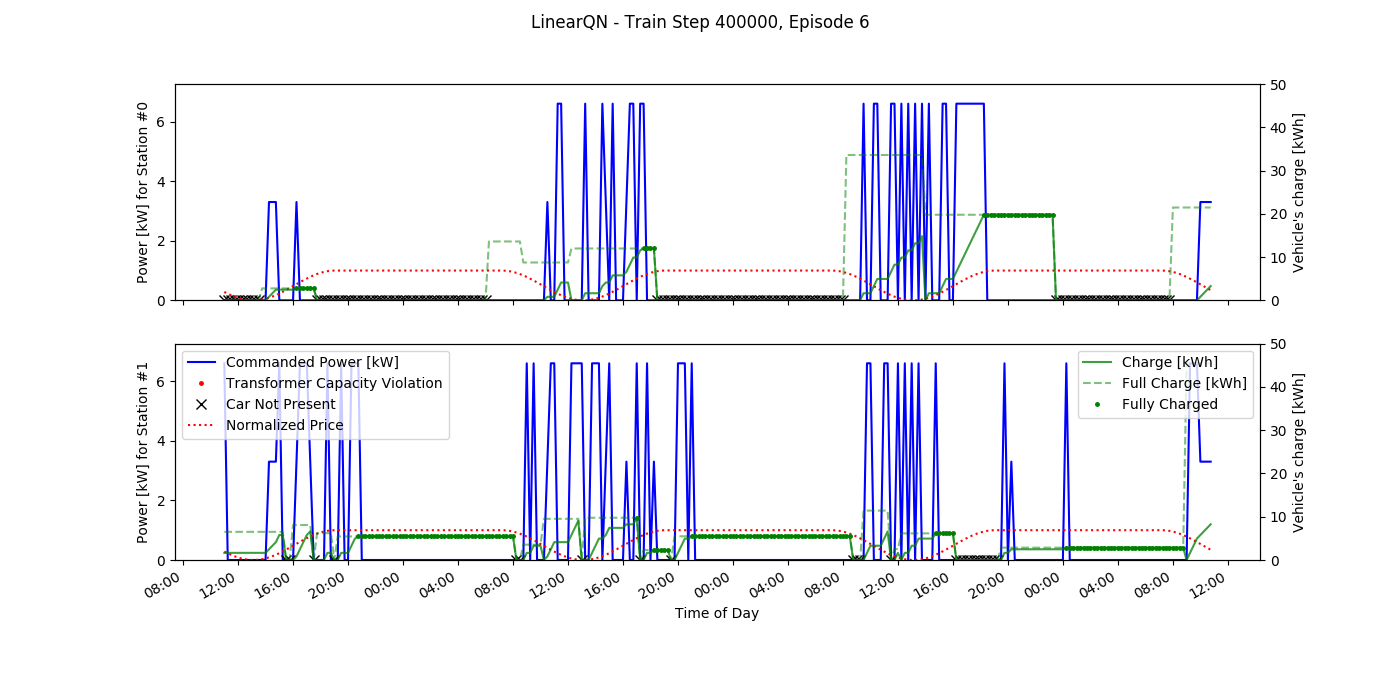 LinearQN - Train Step 400000, Episode 6
Power [kW] for Station #0
0
2
4
6
0
10
20
30
40
50
Vehicle's charge [kWh]
Power [kW] for Station #1
0
2
4
6
Commanded Power [kW]
Transformer Capacity Violation
Car Not Present
Normalized Price
Charge [kWh]
Full Charge [kWh]
Fully Charged
0
10
20
30
40
50
Vehicle's charge [kWh]
08:00 12:00 16:00 20:00 00:00 04:00 08:00 12:00 16:00 20:00 00:00 04:00 08:00 12:00 16:00 20:00 00:00 04:00 08:00 12:00
Time of Day